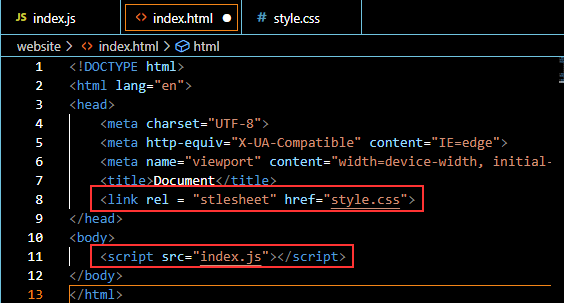 JS index.js <> index.html ● # style.css
website > <> index.html > html
1 <!DOCTYPE html>
2 <html lang="en">
3 <head>
4 <meta charset="UTF-8">
5 <meta http-equiv="X-UA-Compatible" content="IE=edge">
6 <meta name="viewport" content="width=device-width, initial-
7 <title>Document</title>
8 <link rel = "stlesheet" href="style.css">
9 </head>
10 <body>
11 <script src="index.js"></script>
12 </body>
13 </html>